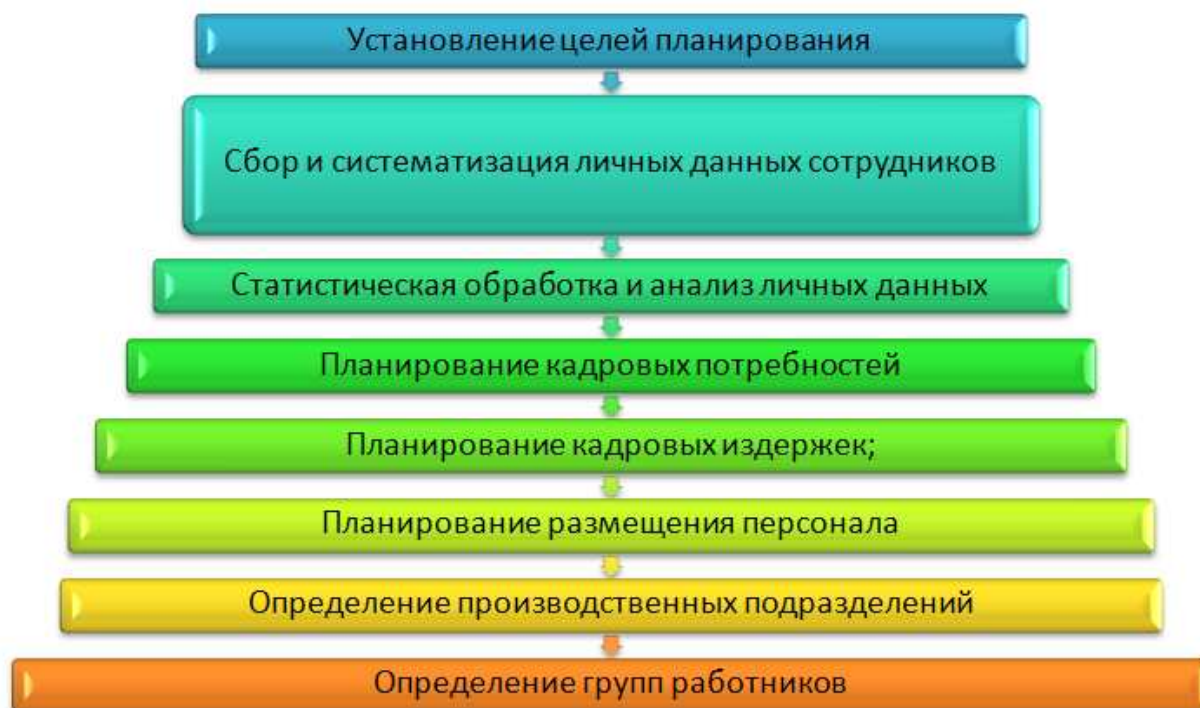 Установление целей планирования
Сбор и систематизация личных данных сотрудников
Статистическая обработка и анализ личных данных
Планирование кадровых потребностей
Планирование кадровых издержек;
Планирование размещения персонала
Определение производственных подразделений
Определение групп работников